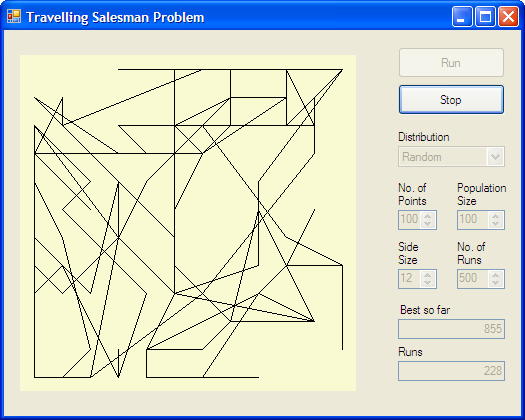 Travelling Salesman Problem
Run
Stop
Distribution
Random
No. of Population
Points Size
100 100
Side No. of
Size Runs
12 500
Best so far
855
Runs
228